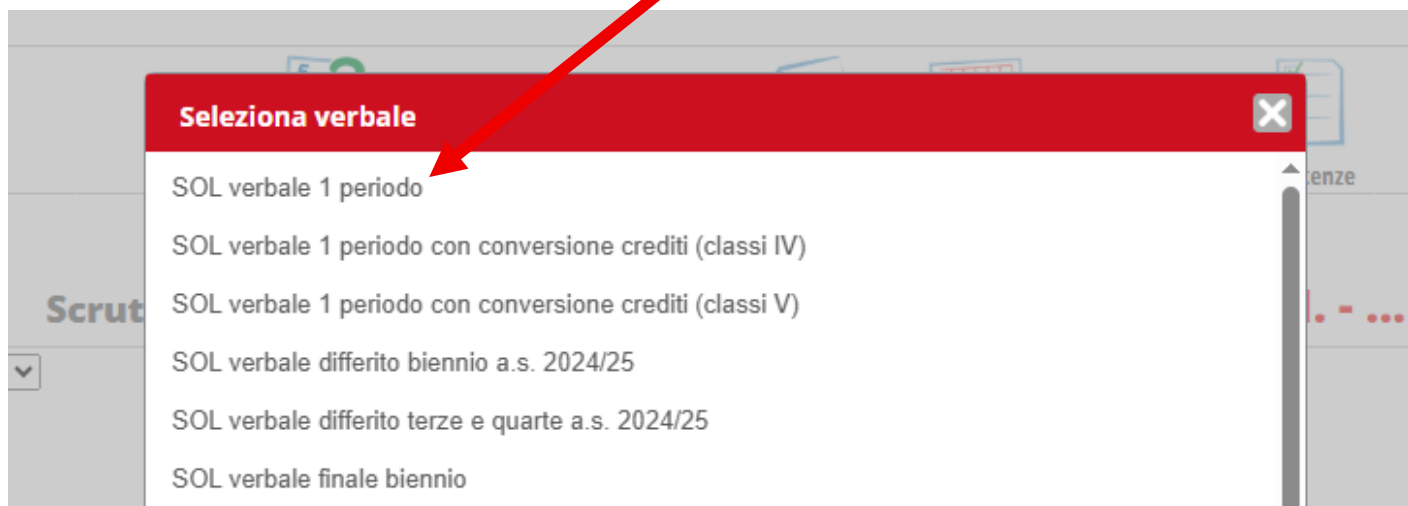 Seleziona verbale
enze
SOL verbale 1 periodo
SOL verbale 1 periodo con conversione crediti (classi IV)
Scrut
SOL verbale 1 periodo con conversione crediti (classi V)
. - ...
SOL verbale differito biennio a.s. 2024/25
SOL verbale differito terze e quarte a.s. 2024/25
SOL verbale finale biennio